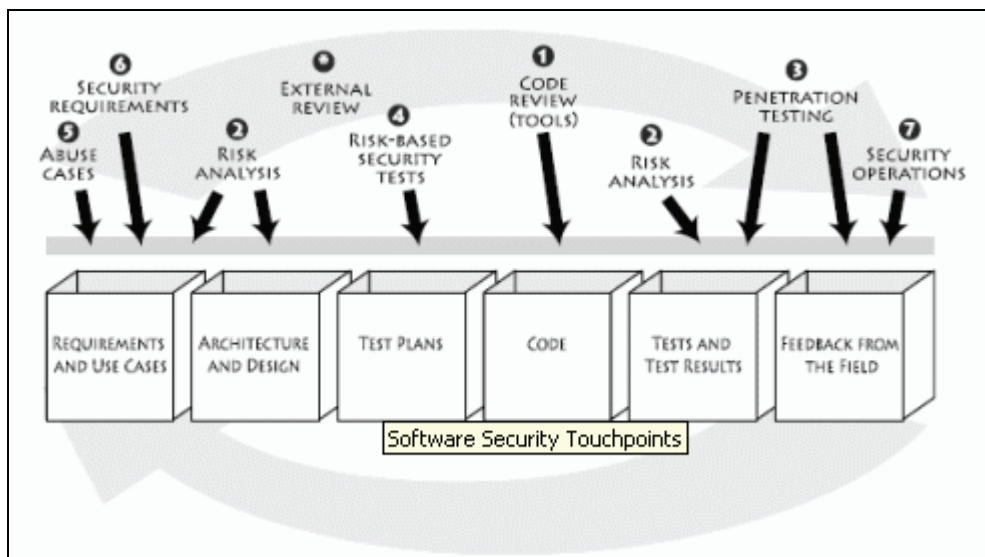 6
SECURITY
REQUIREMENTS
5
ABUSE
CASES
2
RISK
ANALYSIS
*
EXTERNAL
REVIEW
4
RISK-BASED
SECURITY
TESTS
1
CODE
REVIEW
(TOOLS)
2
RISK
ANALYSIS
3
PENETRATION
TESTING
7
SECURITY
OPERATIONS
REQUIREMENTS
AND USE CASES
ARCHITECTURE
AND DESIGN
TEST PLANS
CODE
TESTS AND
TEST RESULTS
FEEDBACK FROM
THE FIELD
Software Security Touchpoints